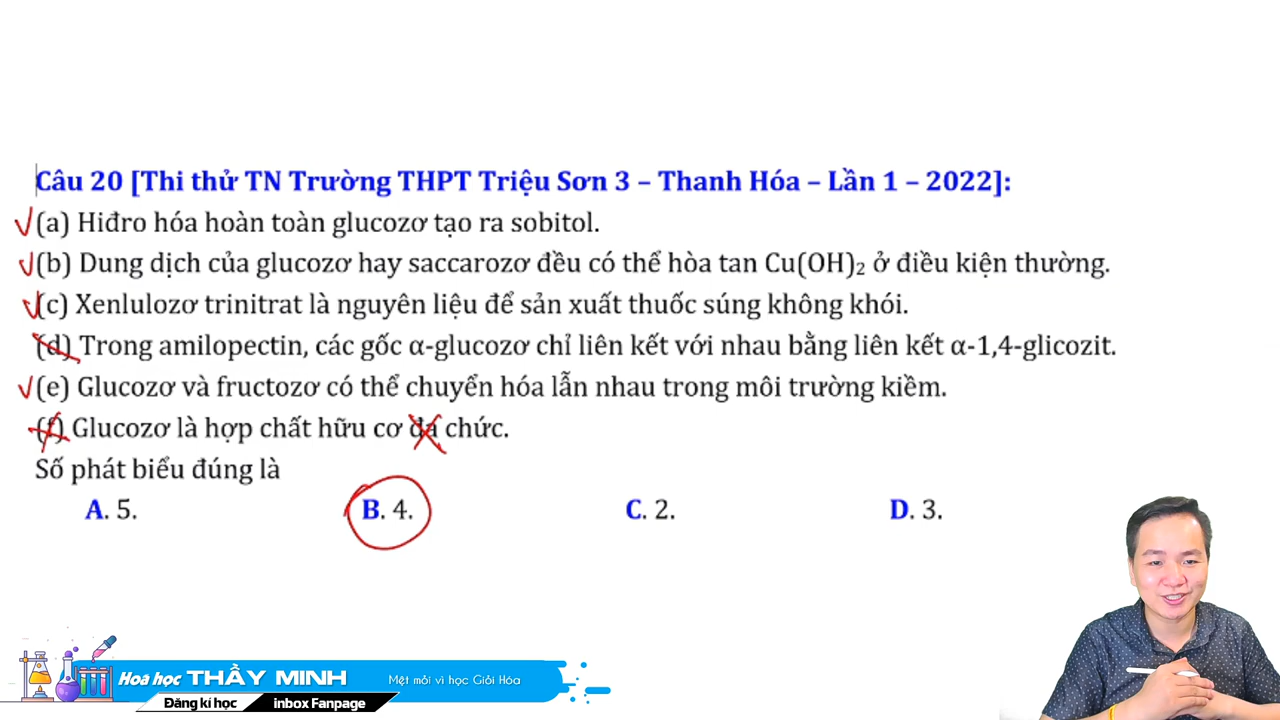 Câu 20 [Thi thử TN Trường THPT Triệu Sơn 3 – Thanh Hóa – Lần 1 – 2022]:
(a) Hiđro hóa hoàn toàn glucozơ tạo ra sobitol.
(b) Dung dịch của glucozơ hay saccarozơ đều có thể hòa tan Cu(OH)₂ ở điều kiện thường.
(c) Xenlulozơ trinitrat là nguyên liệu để sản xuất thuốc súng không khói.
(d) Trong amilopectin, các gốc α-glucozơ chỉ liên kết với nhau bằng liên kết α-1,4-glicozit.
(e) Glucozơ và fructozơ có thể chuyển hóa lẫn nhau trong môi trường kiềm.
(f) Glucozơ là hợp chất hữu cơ đa chức.
Số phát biểu đúng là
A. 5. B. 4. C. 2. D. 3.
Hoá học THẦY MINH Mệt mỏi vì học Giỏi Hóa
Đăng kí học inbox Fanpage